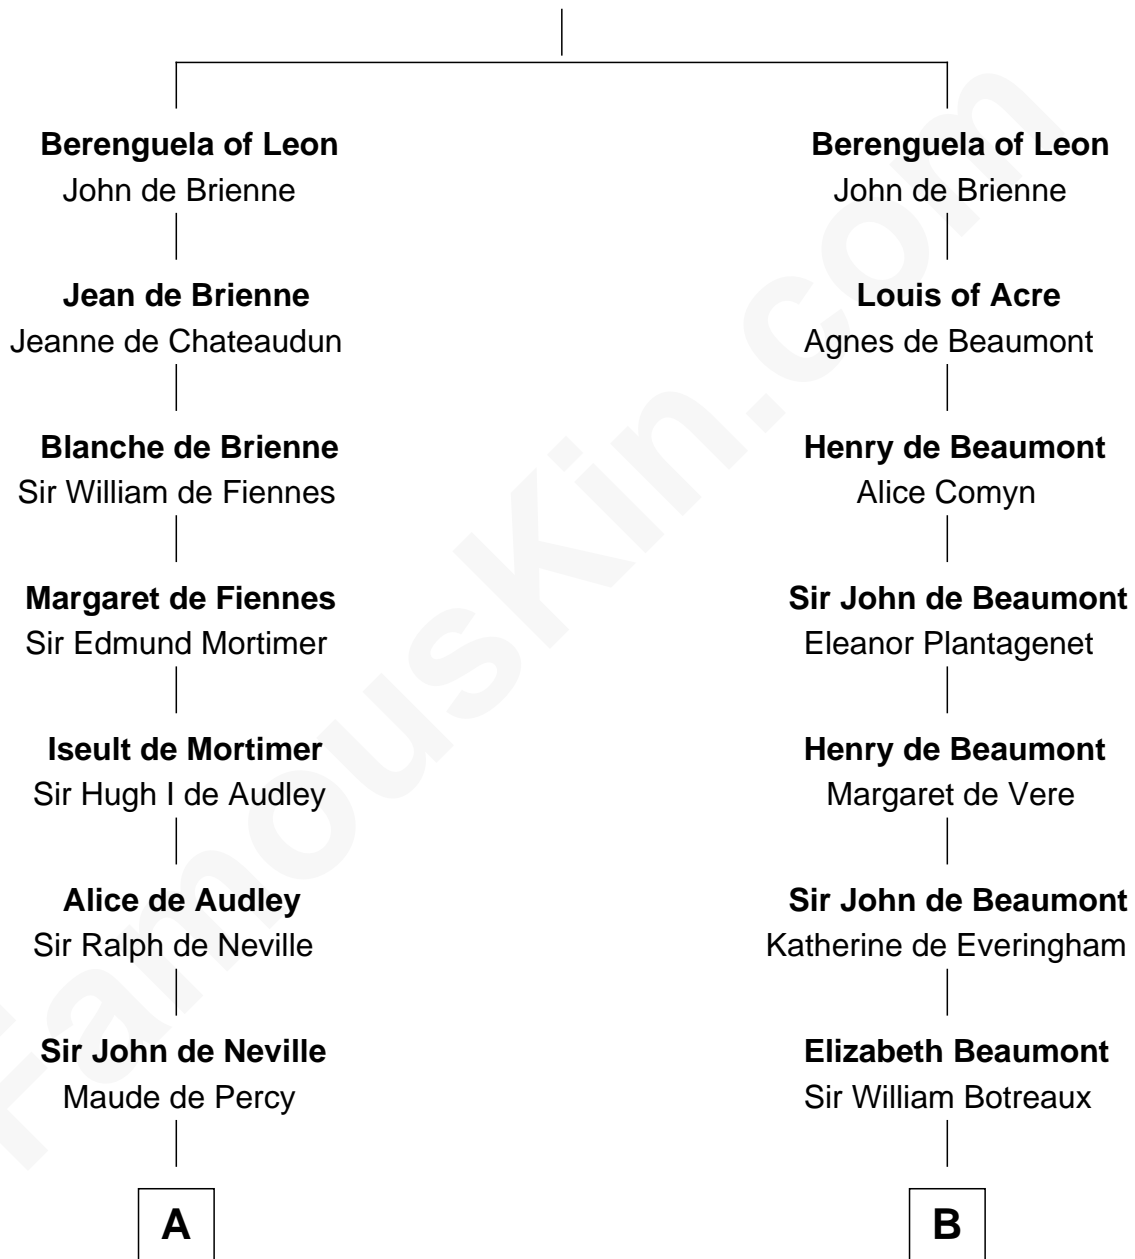 Berenguela of Leon
John de Brienne
Jean de Brienne
Jeanne de Chateaudun
Blanche de Brienne
Sir William de Fiennes
Margaret de Fiennes
Sir Edmund Mortimer
Iseult de Mortimer
Sir Hugh I de Audley
Alice de Audley
Sir Ralph de Neville
Sir John de Neville
Maude de Percy
A
Berenguela of Leon
John de Brienne
Louis of Acre
Agnes de Beaumont
Henry de Beaumont
Alice Comyn
Sir John de Beaumont
Eleanor Plantagenet
Henry de Beaumont
Margaret de Vere
Sir John de Beaumont
Katherine de Everingham
Elizabeth Beaumont
Sir William Botreaux
B
FamousKin.com